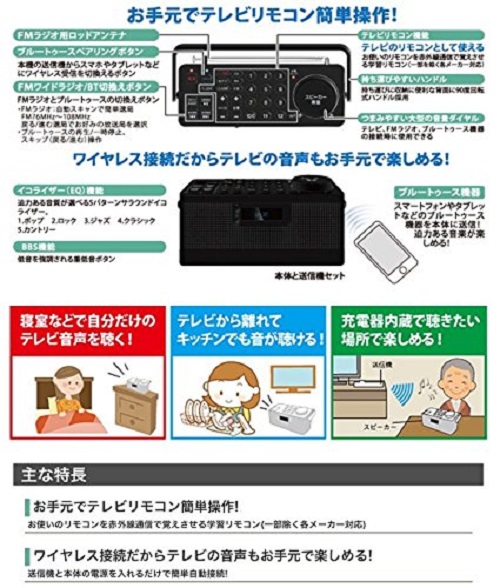 お手元でテレビリモコン簡単操作!
FMラジオ用ロッドアンテナ
ブルートゥースペアリングボタン
本機の送信機からスマホやタブレットなど
にワイヤレス受信を切換えるボタン
FMワイドラジオ/BT切換えボタン
FMラジオとブルートゥースの切換えボタン
・FMラジオ:自動スキャンで簡単選局
FM76MHz〜108MHz
戻る/進む選局でお好みの放送局を選択
・ブルートゥースの再生/一時停止、
スキップ(戻る/進む)操作
スピーカー
音量
テレビリモコン機能
テレビのリモコンとして使える
お使いのリモコンを赤外線通信で覚えさせ
る学習リモコン(一部を除く各メーカー対応)
持ち運びやすいハンドル
持ち運びに収納に便利な背面に90度回転
式ハンドル採用
つまみやすい大型の音量ダイヤル
テレビ、FMラジオ、ブルートゥース機器
の接続時に使用できる
ワイヤレス接続だからテレビの音声もお手元で楽しめる!
イコライザー(EQ)機能
迫力ある音質が選べる5パターンサラウンドイコ
ライザー、
1.ポップ 2.ロック 3.ジャズ 4.クラシック
5.カントリー
BBS機能
低音を強調される重低音ボタン
ブルートゥース機器
スマートフォンやタブレッ
トなどのブルートゥース
機器を本体に送信!
迫力ある音楽が楽
しめる!
本体と送信機セット
寝室などで自分だけの
テレビ音声を聴く!
テレビから離れて
キッチンでも音が聴ける!
充電器内蔵で聴きたい
場所で楽しめる!
送信機
スピーカー
主な特長
お手元でテレビリモコン簡単操作!
お使いのリモコンを赤外線通信で覚えさせる学習リモコン(一部除く各メーカー対応)
ワイヤレス接続だからテレビの音声もお手元で楽しめる!
送信機と本体の電源を入れるだけで簡単自動接続!